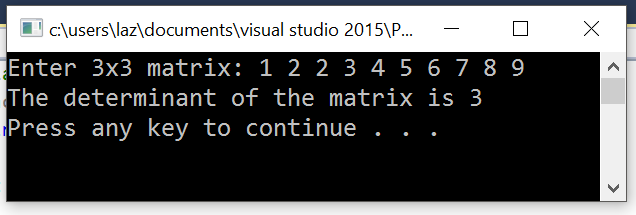 c:\users\laz\documents\visual studio 2015\P...
Enter 3x3 matrix: 1 2 2 3 4 5 6 7 8 9
The determinant of the matrix is 3
Press any key to continue . . .